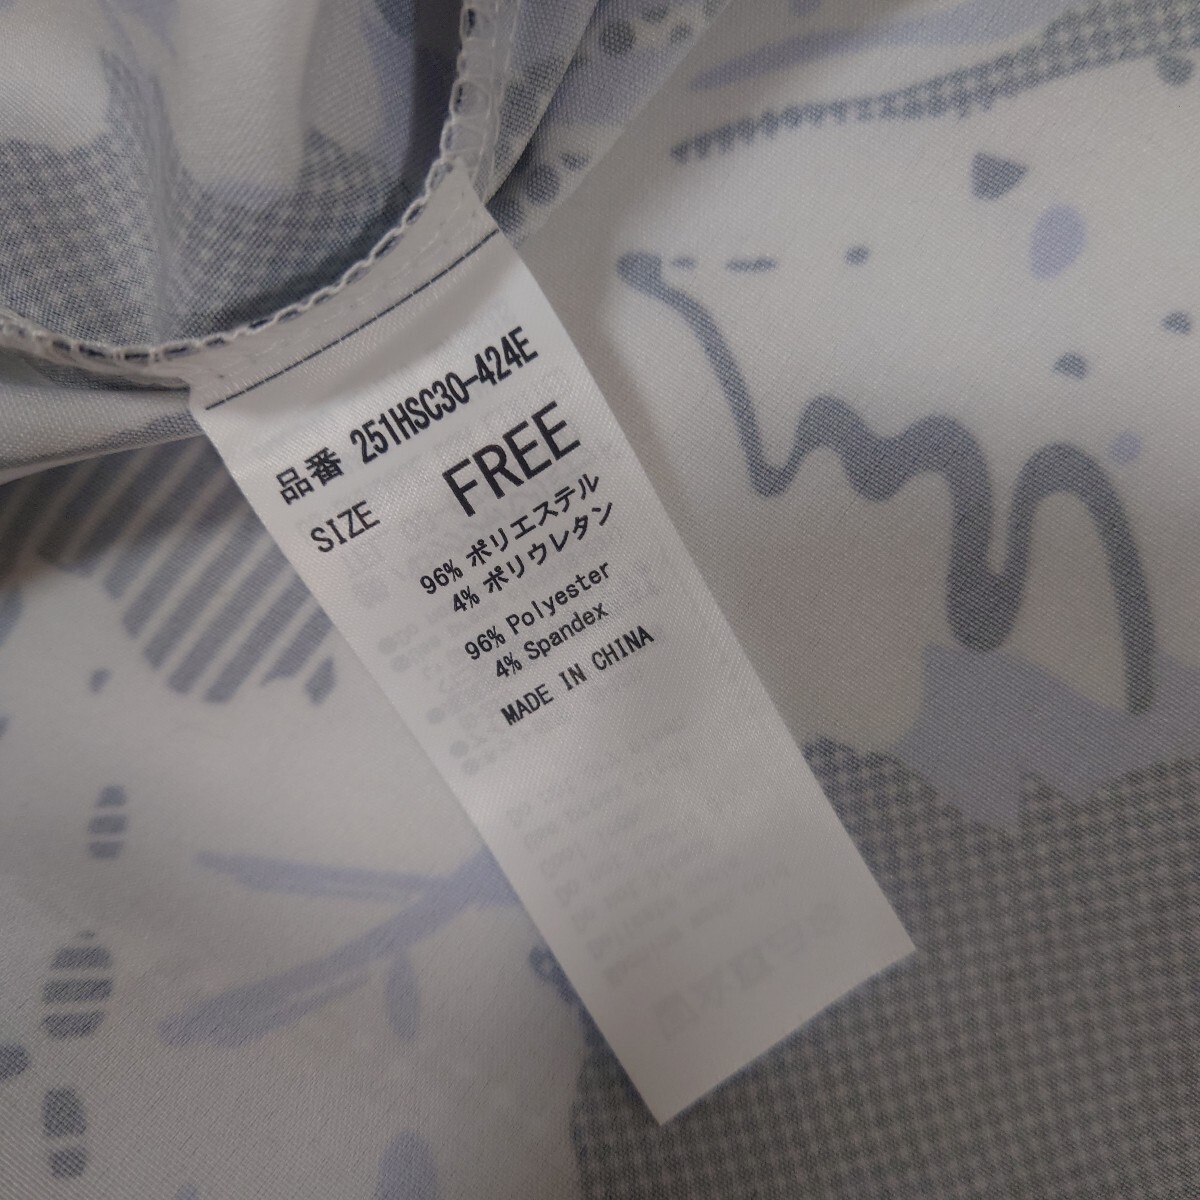 品番 251HSC30-424E
SIZE FREE
96% ポリエステル
4% ポリウレタン
96% Polyester
4% Spandex
MADE IN CHINA